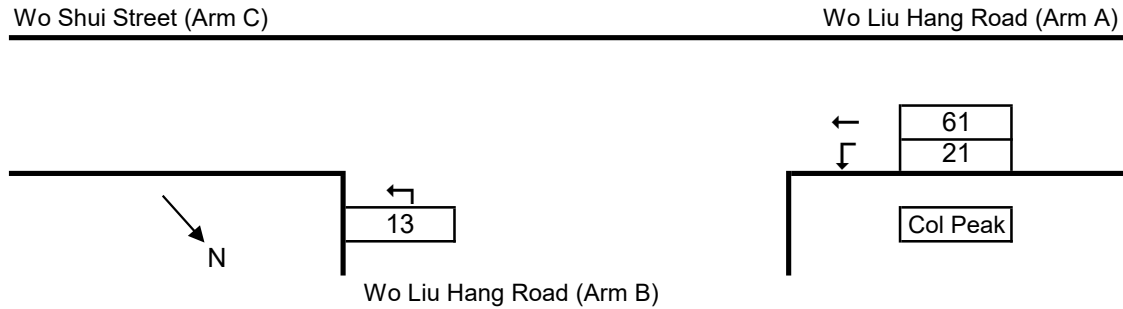 Wo Shui Street (Arm C)
Wo Liu Hang Road (Arm A)
61
21
13
Col Peak
N
Wo Liu Hang Road (Arm B)